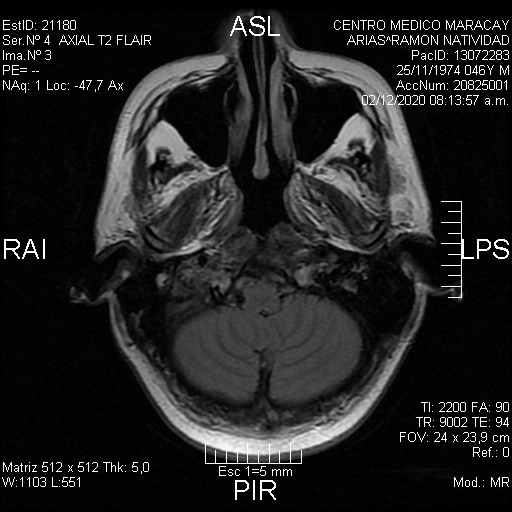 EstID: 21180
Ser.Nº 4 AXIAL T2 FLAIR
Ima.Nº 3
PE= --
NAq: 1 Loc: -47,7 Ax
ASL
CENTRO MEDICO MARACAY
ARIAS^RAMON NATIVIDAD
PacID: 13072283
25/11/1974 046Y M
AccNum: 20825001
02/12/2020 08:13:57 a.m.
RAI
LPS
TI: 2200 FA: 90
TR: 9002 TE: 94
FOV: 24 x 23,9 cm
Ref.: 0
Matriz 512 x 512 Thk: 5,0
W:1103 L:551
Esc 1=5 mm
PIR
Mod.: MR